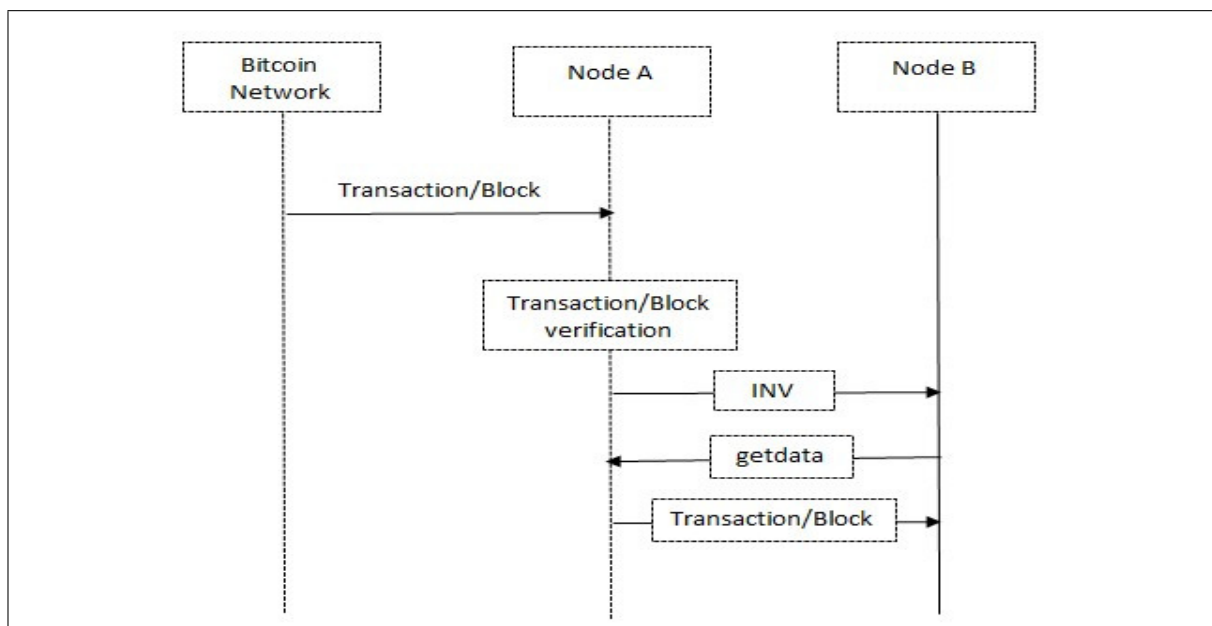 Bitcoin
Network
Node A
Node B
Transaction/Block
Transaction/Block
verification
INV
getdata
Transaction/Block